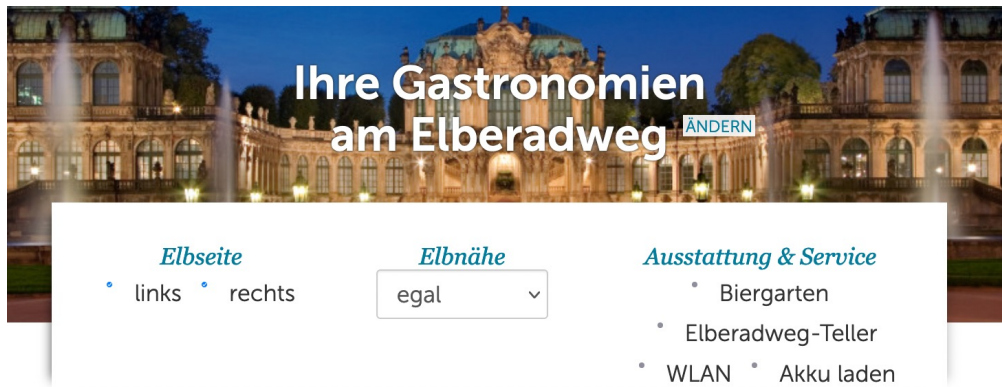 Ihre Gastronomien
am Elberadweg ÄNDERN
Elbseite
links rechts
Elbnähe
egal
Ausstattung & Service
Biergarten
Elberadweg-Teller
WLAN Akku laden